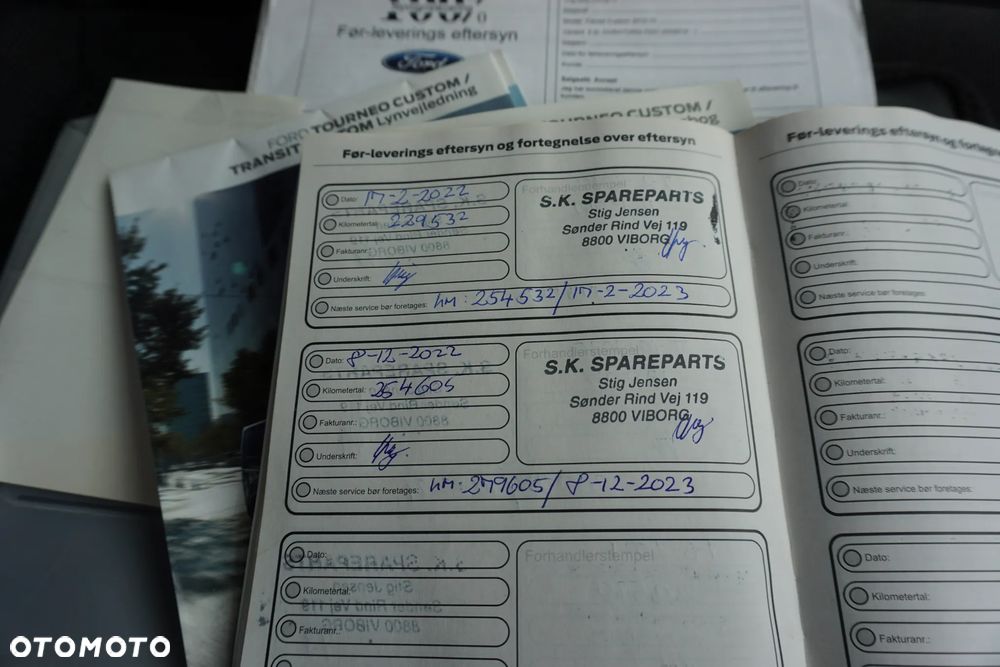 Før-leverings eftersyn
Ford
FORD TOURNEO CUSTOM /
TRANSIT
TOM Lynvejledning
TOURNEO CUSTOM /
Før-leverings eftersyn og fortegnelse over eftersyn
Dato: 17-2-2022
Kilometertal: 229532
Fakturanr.:
Underskrift:
Næste service bør foretages: KM: 254532/17-2-2023
Forhandlerstempel
S.K. SPAREPARTS
Stig Jensen
Sønder Rind Vej 119
8800 VIBORG
Dato: 8-12-2022
Kilometertal: 254605
Fakturanr.:
Underskrift:
Næste service bør foretages: KM: 279605/8-12-2023
Forhandlerstempel
S.K. SPAREPARTS
Stig Jensen
Sønder Rind Vej 119
8800 VIBORG
Dato:
Kilometertal:
Fakturanr.:
Forhandlerstempel
Før-leverings eftersyn og
Dato:
Kilometertal:
Fakturanr.:
Underskrift:
Næste service bør foretages:
Dato:
Kilometertal:
Fakturanr.:
Underskrift:
Næste service bør foretages:
Dato:
Kilometertal:
Fakturanr.:
OTOMOTO